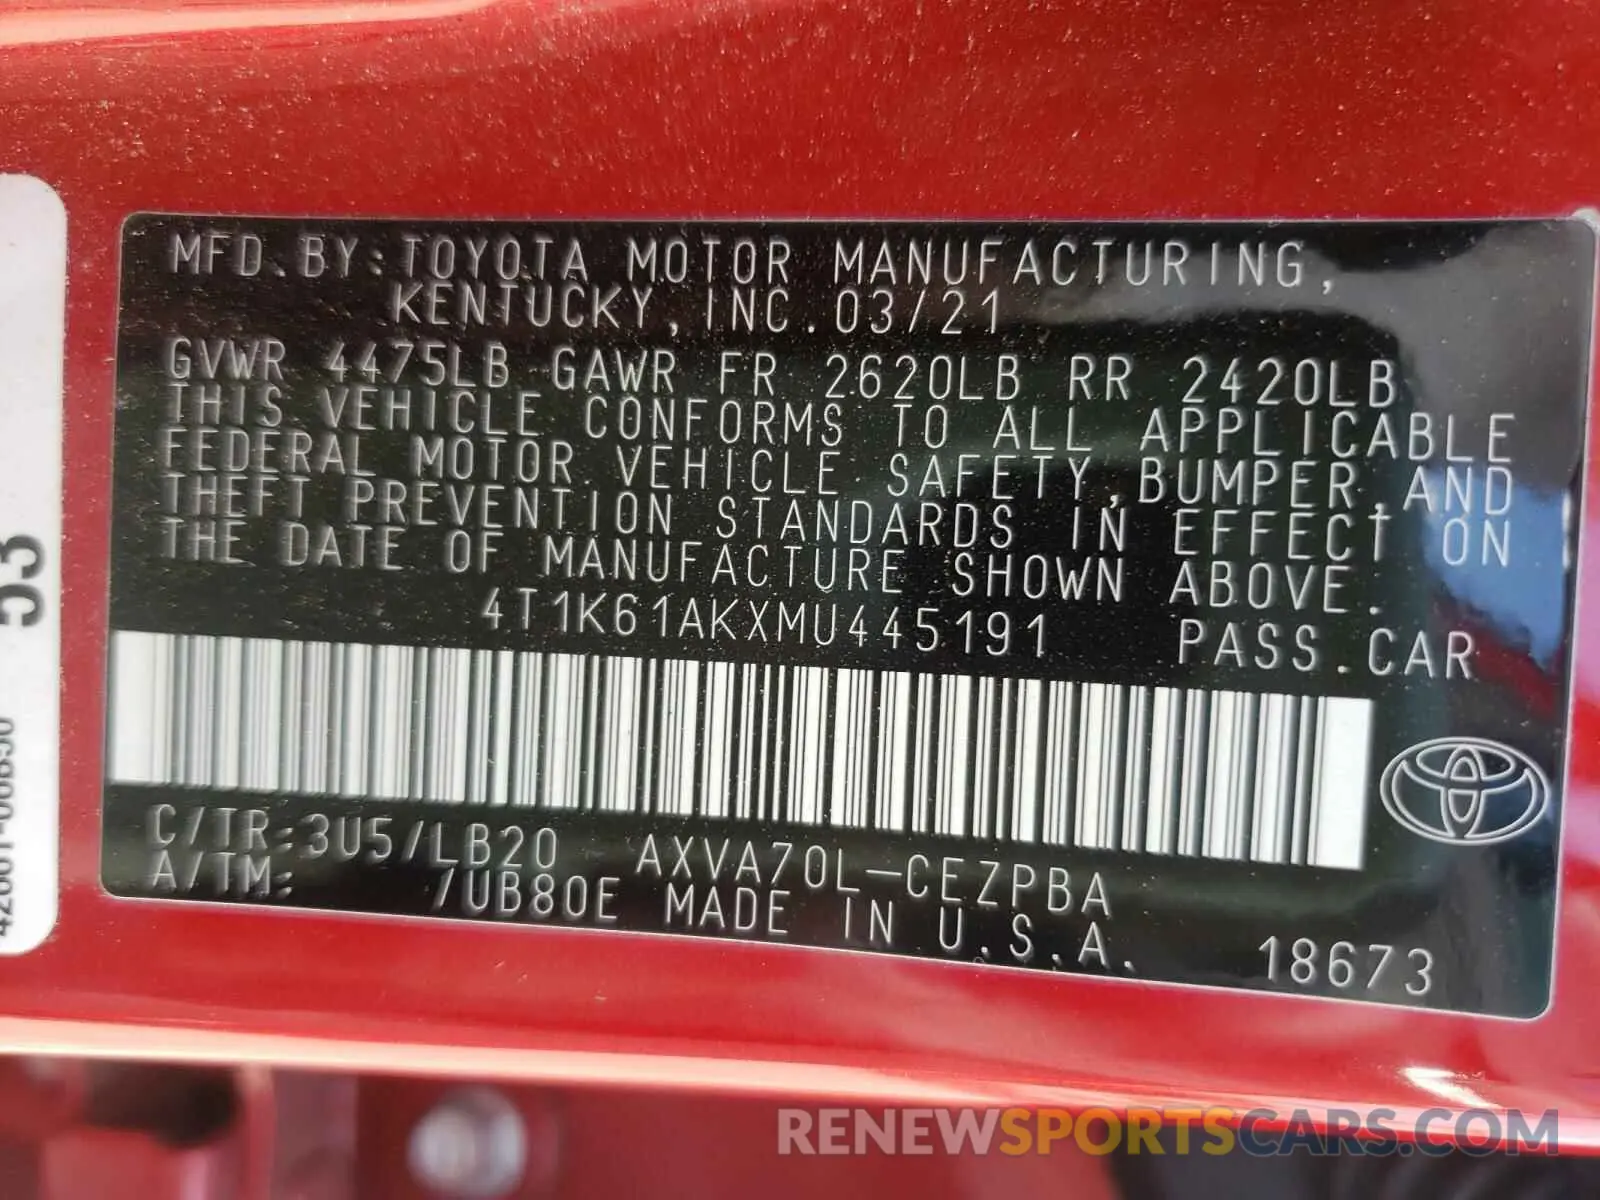 MFD.BY:TOYOTA MOTOR MANUFACTURING,
KENTUCKY,INC.03/21
GVWR 4475LB GAWR FR 2620LB RR 2420LB
THIS VEHICLE CONFORMS TO ALL APPLICABLE
FEDERAL MOTOR VEHICLE SAFETY,BUMPER,AND
THEFT PREVENTION STANDARDS IN EFFECT ON
THE DATE OF MANUFACTURE SHOWN ABOVE.
4T1K61AKXMU445191 PASS.CAR
C/TR:3U5/LB20 AXVA70L-CEZPBA
A/TM: /UB80E MADE IN U.S.A. 18673
53
RENEWSPORTSCARS.COM